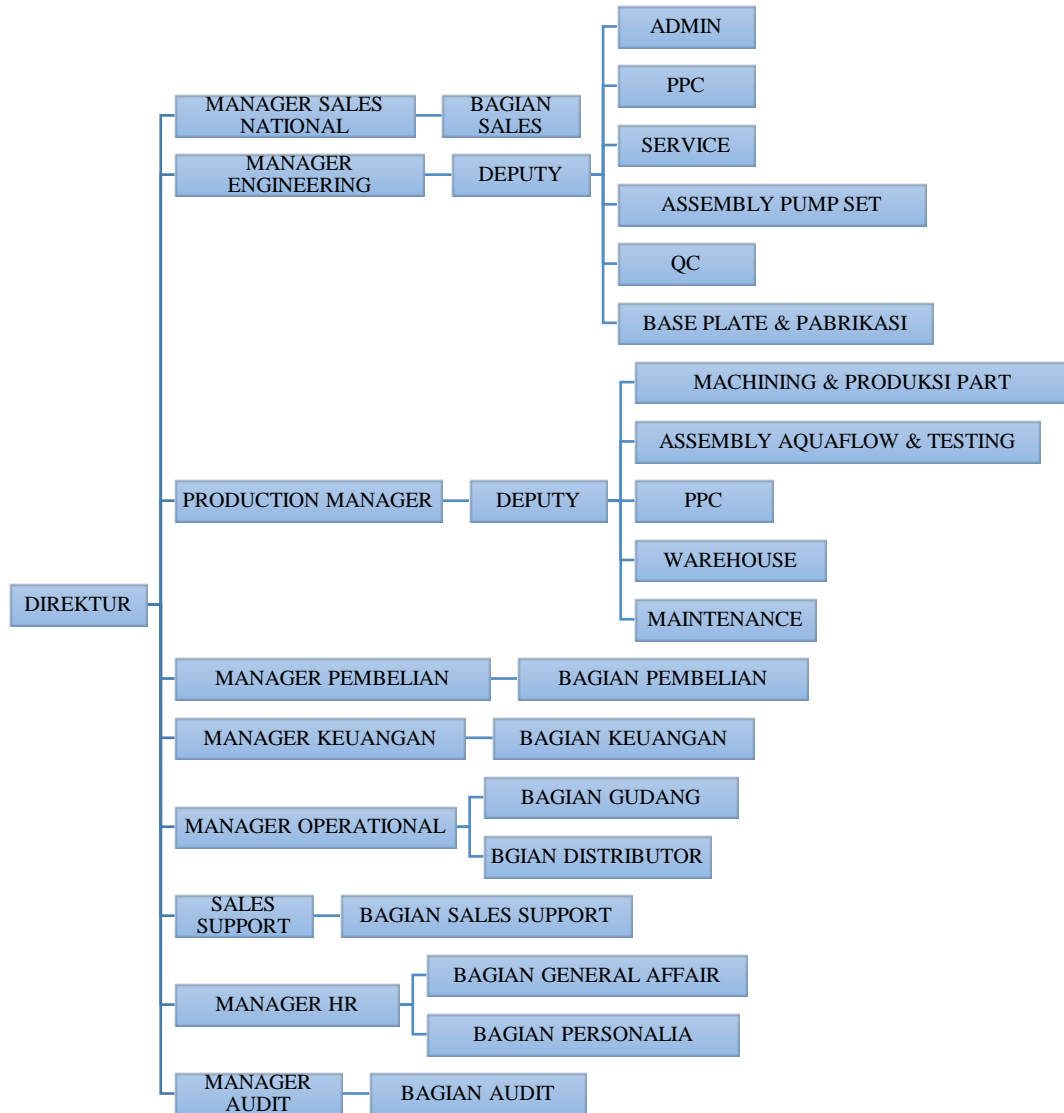 ADMIN
PPC
MANAGER SALES
NATIONAL
BAGIAN
SALES
SERVICE
MANAGER
ENGINEERING
DEPUTY
ASSEMBLY PUMP SET
QC
BASE PLATE & PABRIKASI
MACHINING & PRODUKSI PART
ASSEMBLY AQUAFLOW & TESTING
PRODUCTION MANAGER
DEPUTY
PPC
WAREHOUSE
DIREKTUR
MAINTENANCE
MANAGER PEMBELIAN
BAGIAN PEMBELIAN
MANAGER KEUANGAN
BAGIAN KEUANGAN
BAGIAN GUDANG
MANAGER OPERATIONAL
BGIAN DISTRIBUTOR
SALES
SUPPORT
BAGIAN SALES SUPPORT
BAGIAN GENERAL AFFAIR
MANAGER HR
BAGIAN PERSONALIA
MANAGER
AUDIT
BAGIAN AUDIT